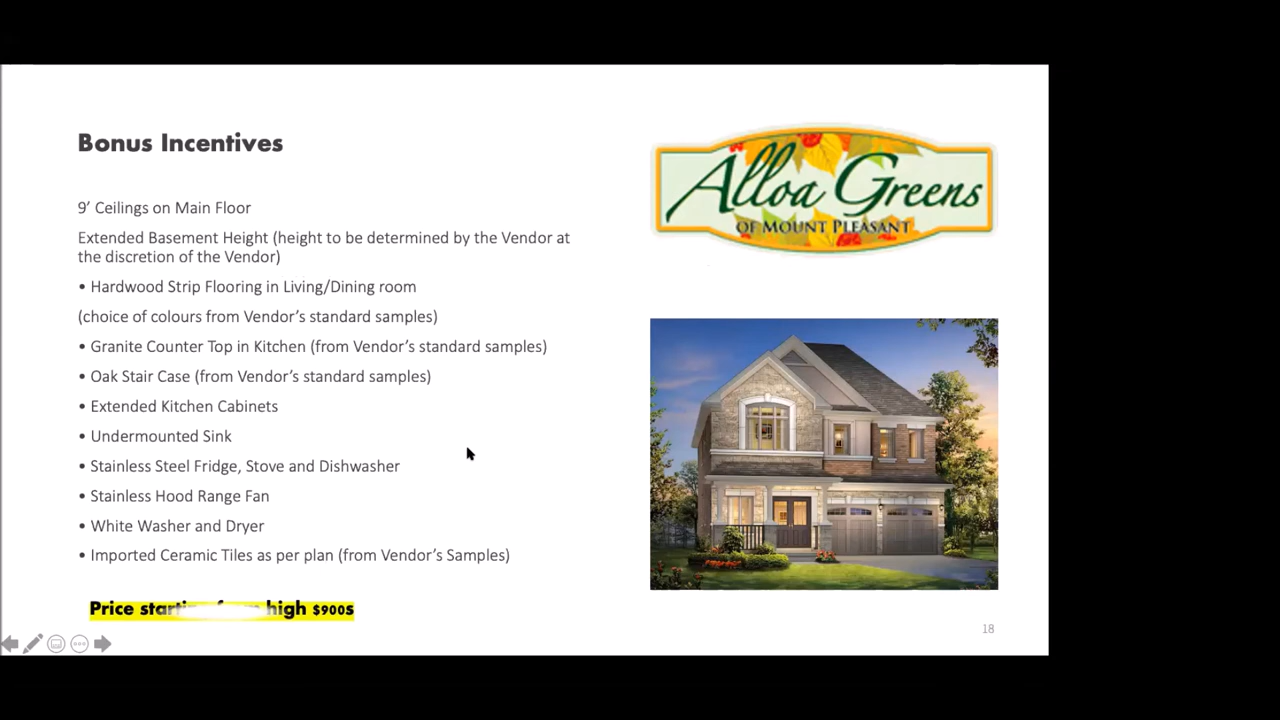 Bonus Incentives
9’ Ceilings on Main Floor
Extended Basement Height (height to be determined by the Vendor at
the discretion of the Vendor)
• Hardwood Strip Flooring in Living/Dining room
(choice of colours from Vendor’s standard samples)
• Granite Counter Top in Kitchen (from Vendor’s standard samples)
• Oak Stair Case (from Vendor’s standard samples)
• Extended Kitchen Cabinets
• Undermounted Sink
• Stainless Steel Fridge, Stove and Dishwasher
• Stainless Hood Range Fan
• White Washer and Dryer
• Imported Ceramic Tiles as per plan (from Vendor’s Samples)
Price high $900s
Alloa Greens
OF MOUNT PLEASANT
18